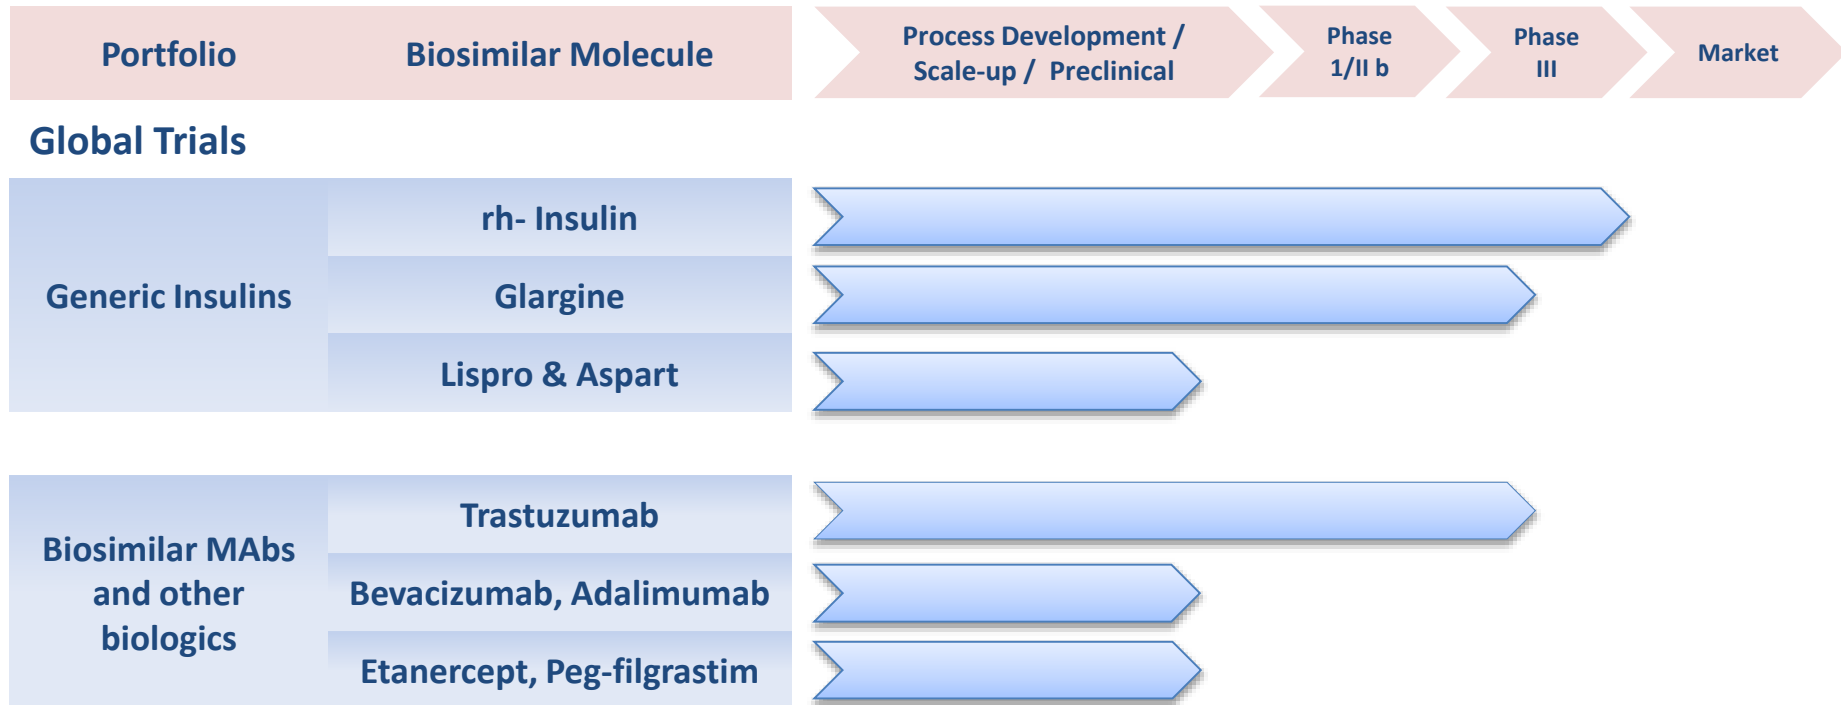 Portfolio
Biosimilar Molecule
Process Development /
Scale-up / Preclinical
Phase
1/II b
Phase
III
Market
Global Trials
Generic Insulins
rh- Insulin
Glargine
Lispro & Aspart
Biosimilar MAbs
and other
biologics
Trastuzumab
Bevacizumab, Adalimumab
Etanercept, Peg-filgrastim